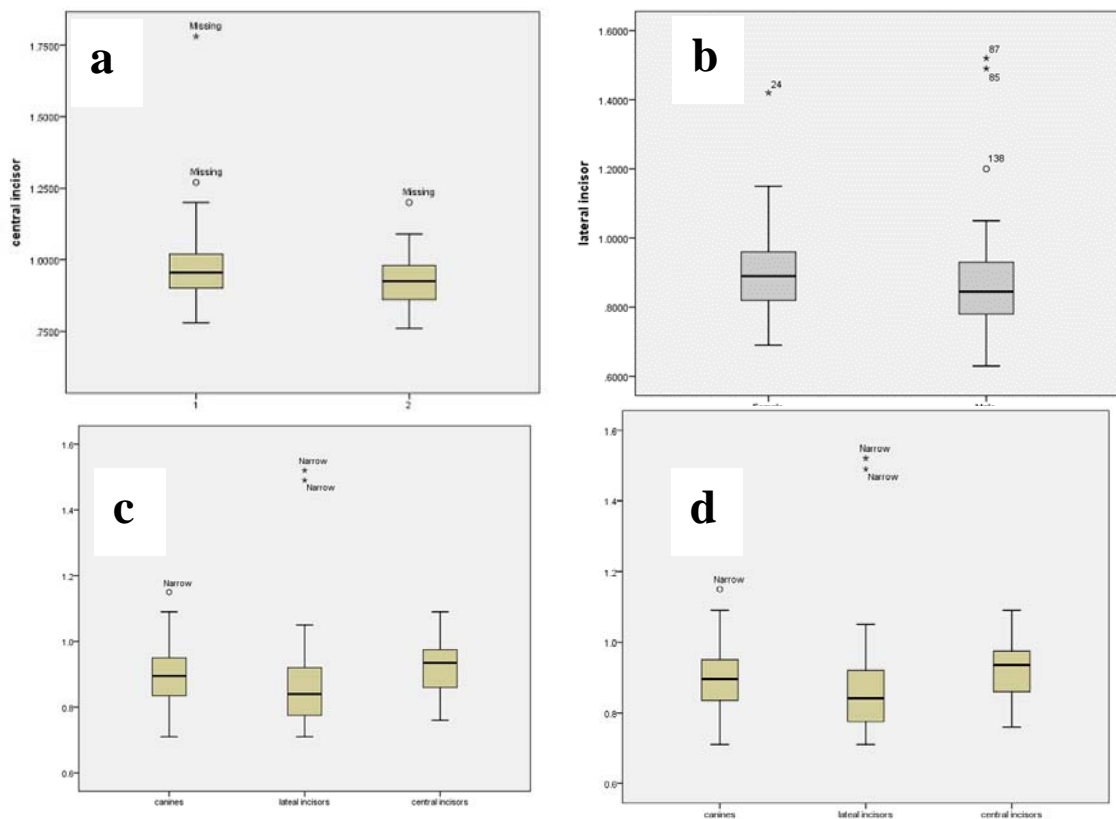 a
Missing
1.7500
1.5000
Missing
1.2500
Missing
1.0000
.7500
central incisor
1
2
b
1.6000
87
85
24
1.4000
138
1.2000
1.0000
.8000
.6000
lateral incisor
c
1.6
Narrow
Narrow
1.4
1.2
Narrow
1.0
0.8
0.6
canines
lateal incisors
central incisors
d
1.6
Narrow
Narrow
1.4
1.2
Narrow
1.0
0.8
0.6
canines
lateal incisors
central incisors